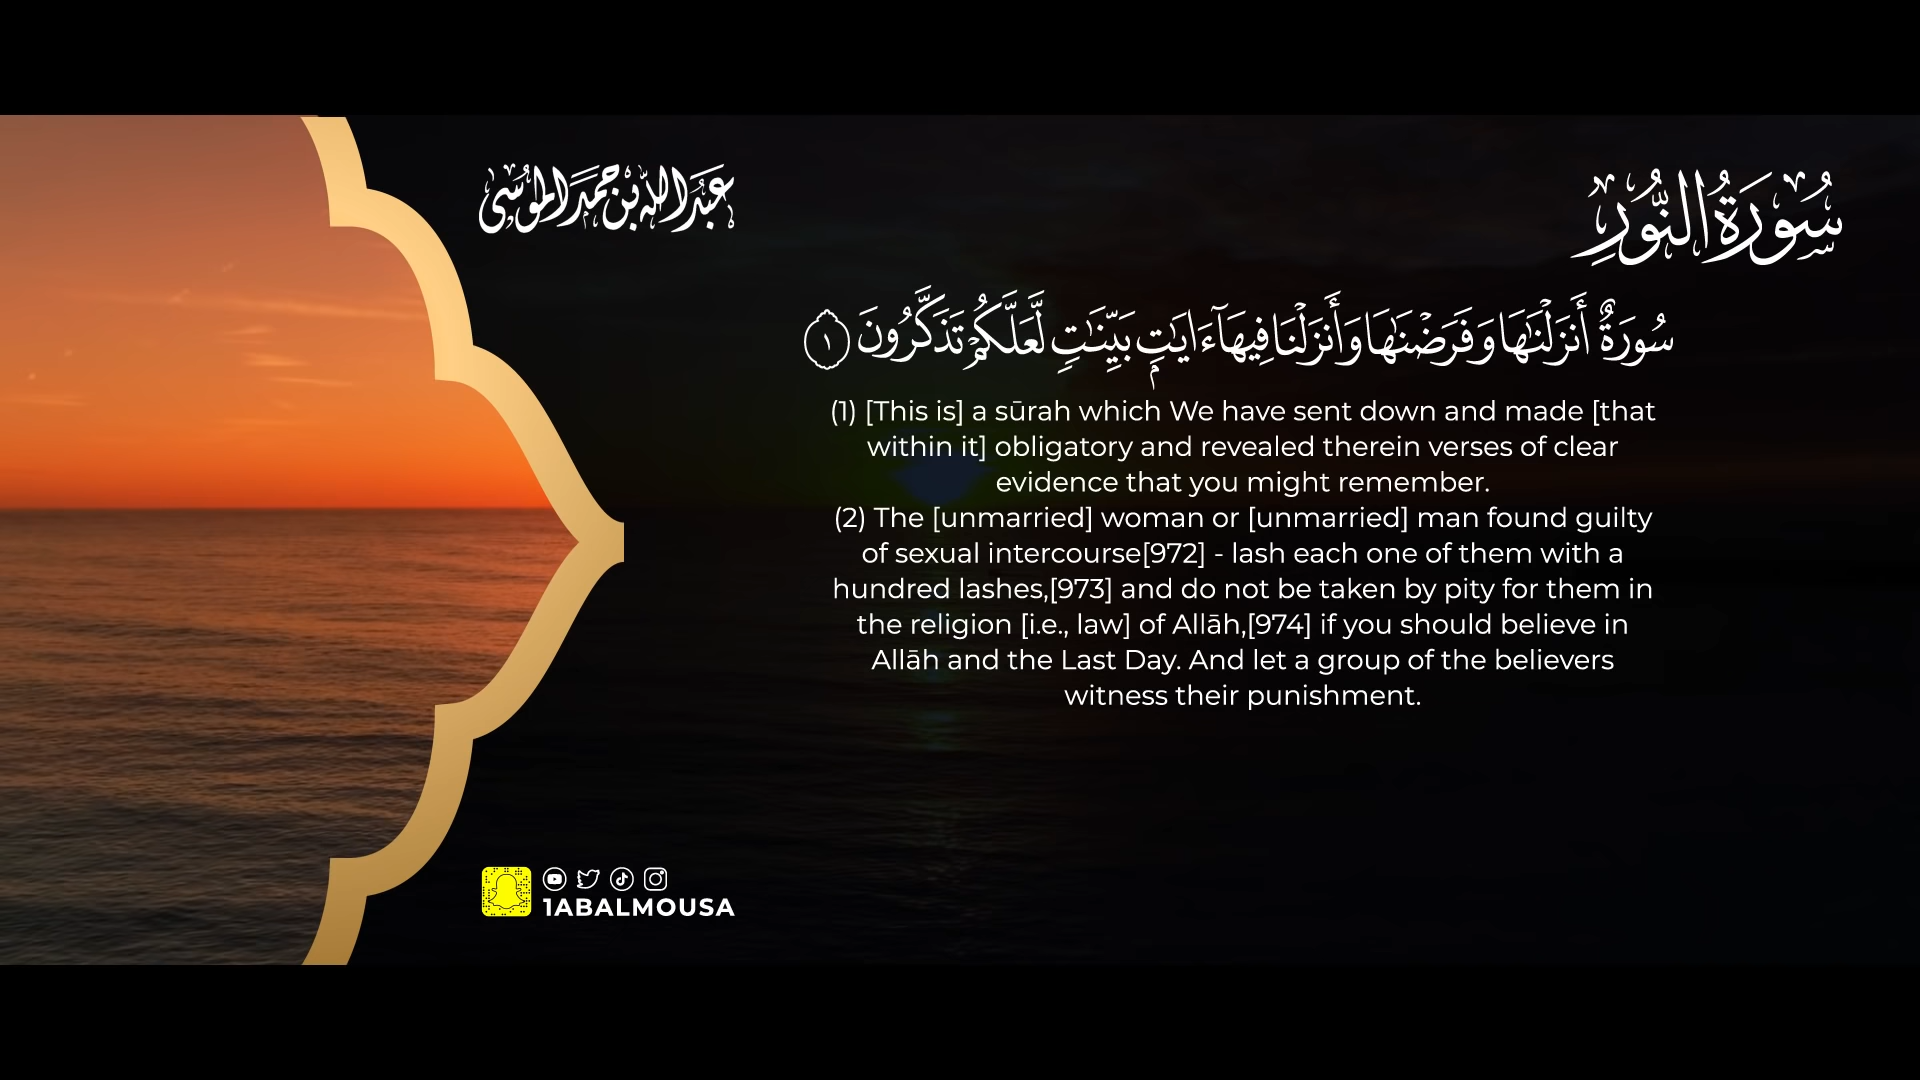 عَبْدُ اللَّهِ بْن حَمَد المُوسَى
سُورَةُ النُّورِ
سُورَةٌ أَنزَلْنَٰهَا وَفَرَضْنَٰهَا وَأَنزَلْنَا فِيهَآ ءَايَٰتٍۭ بَيِّنَٰتٍ لَّعَلَّكُمْ تَذَكَّرُونَ ١
(1) [This is] a sūrah which We have sent down and made [that
within it] obligatory and revealed therein verses of clear
evidence that you might remember.
(2) The [unmarried] woman or [unmarried] man found guilty
of sexual intercourse[972] - lash each one of them with a
hundred lashes,[973] and do not be taken by pity for them in
the religion [i.e., law] of Allāh,[974] if you should believe in
Allāh and the Last Day. And let a group of the believers
witness their punishment.
1ABALMOUSA